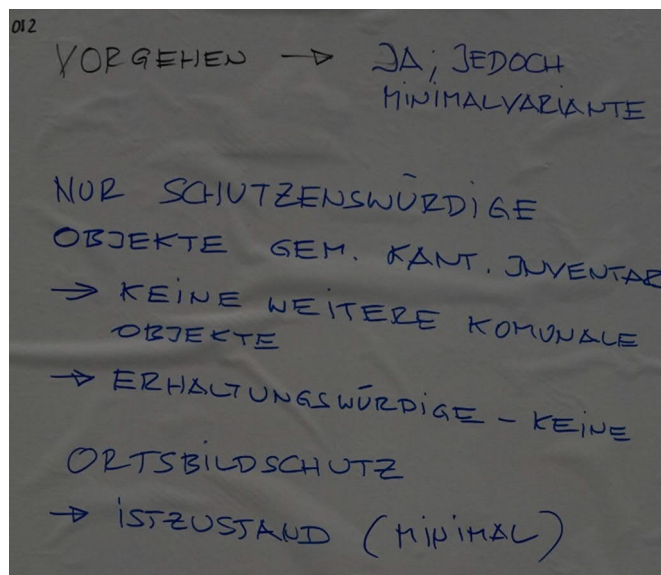 012
VORGEHEN → JA; JEDOCH
MINIMALVARIANTE
NUR SCHUTZENSWÜRDIGE
OBJEKTE GEM. KANT. INVENTAR
→ KEINE WEITERE KOMUNALE
OBJEKTE
→ ERHALTUNGSWÜRDIGE - KEINE
ORTSBILDSCHUTZ
→ ISTZUSTAND (MINIMAL)